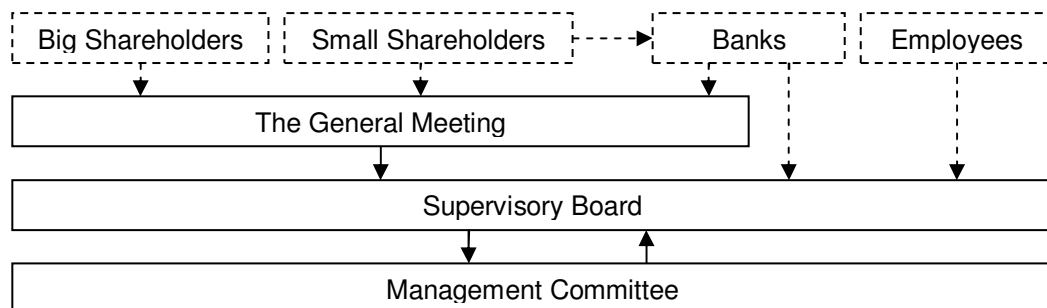 Big Shareholders
Small Shareholders
Banks
Employees
The General Meeting
Supervisory Board
Management Committee